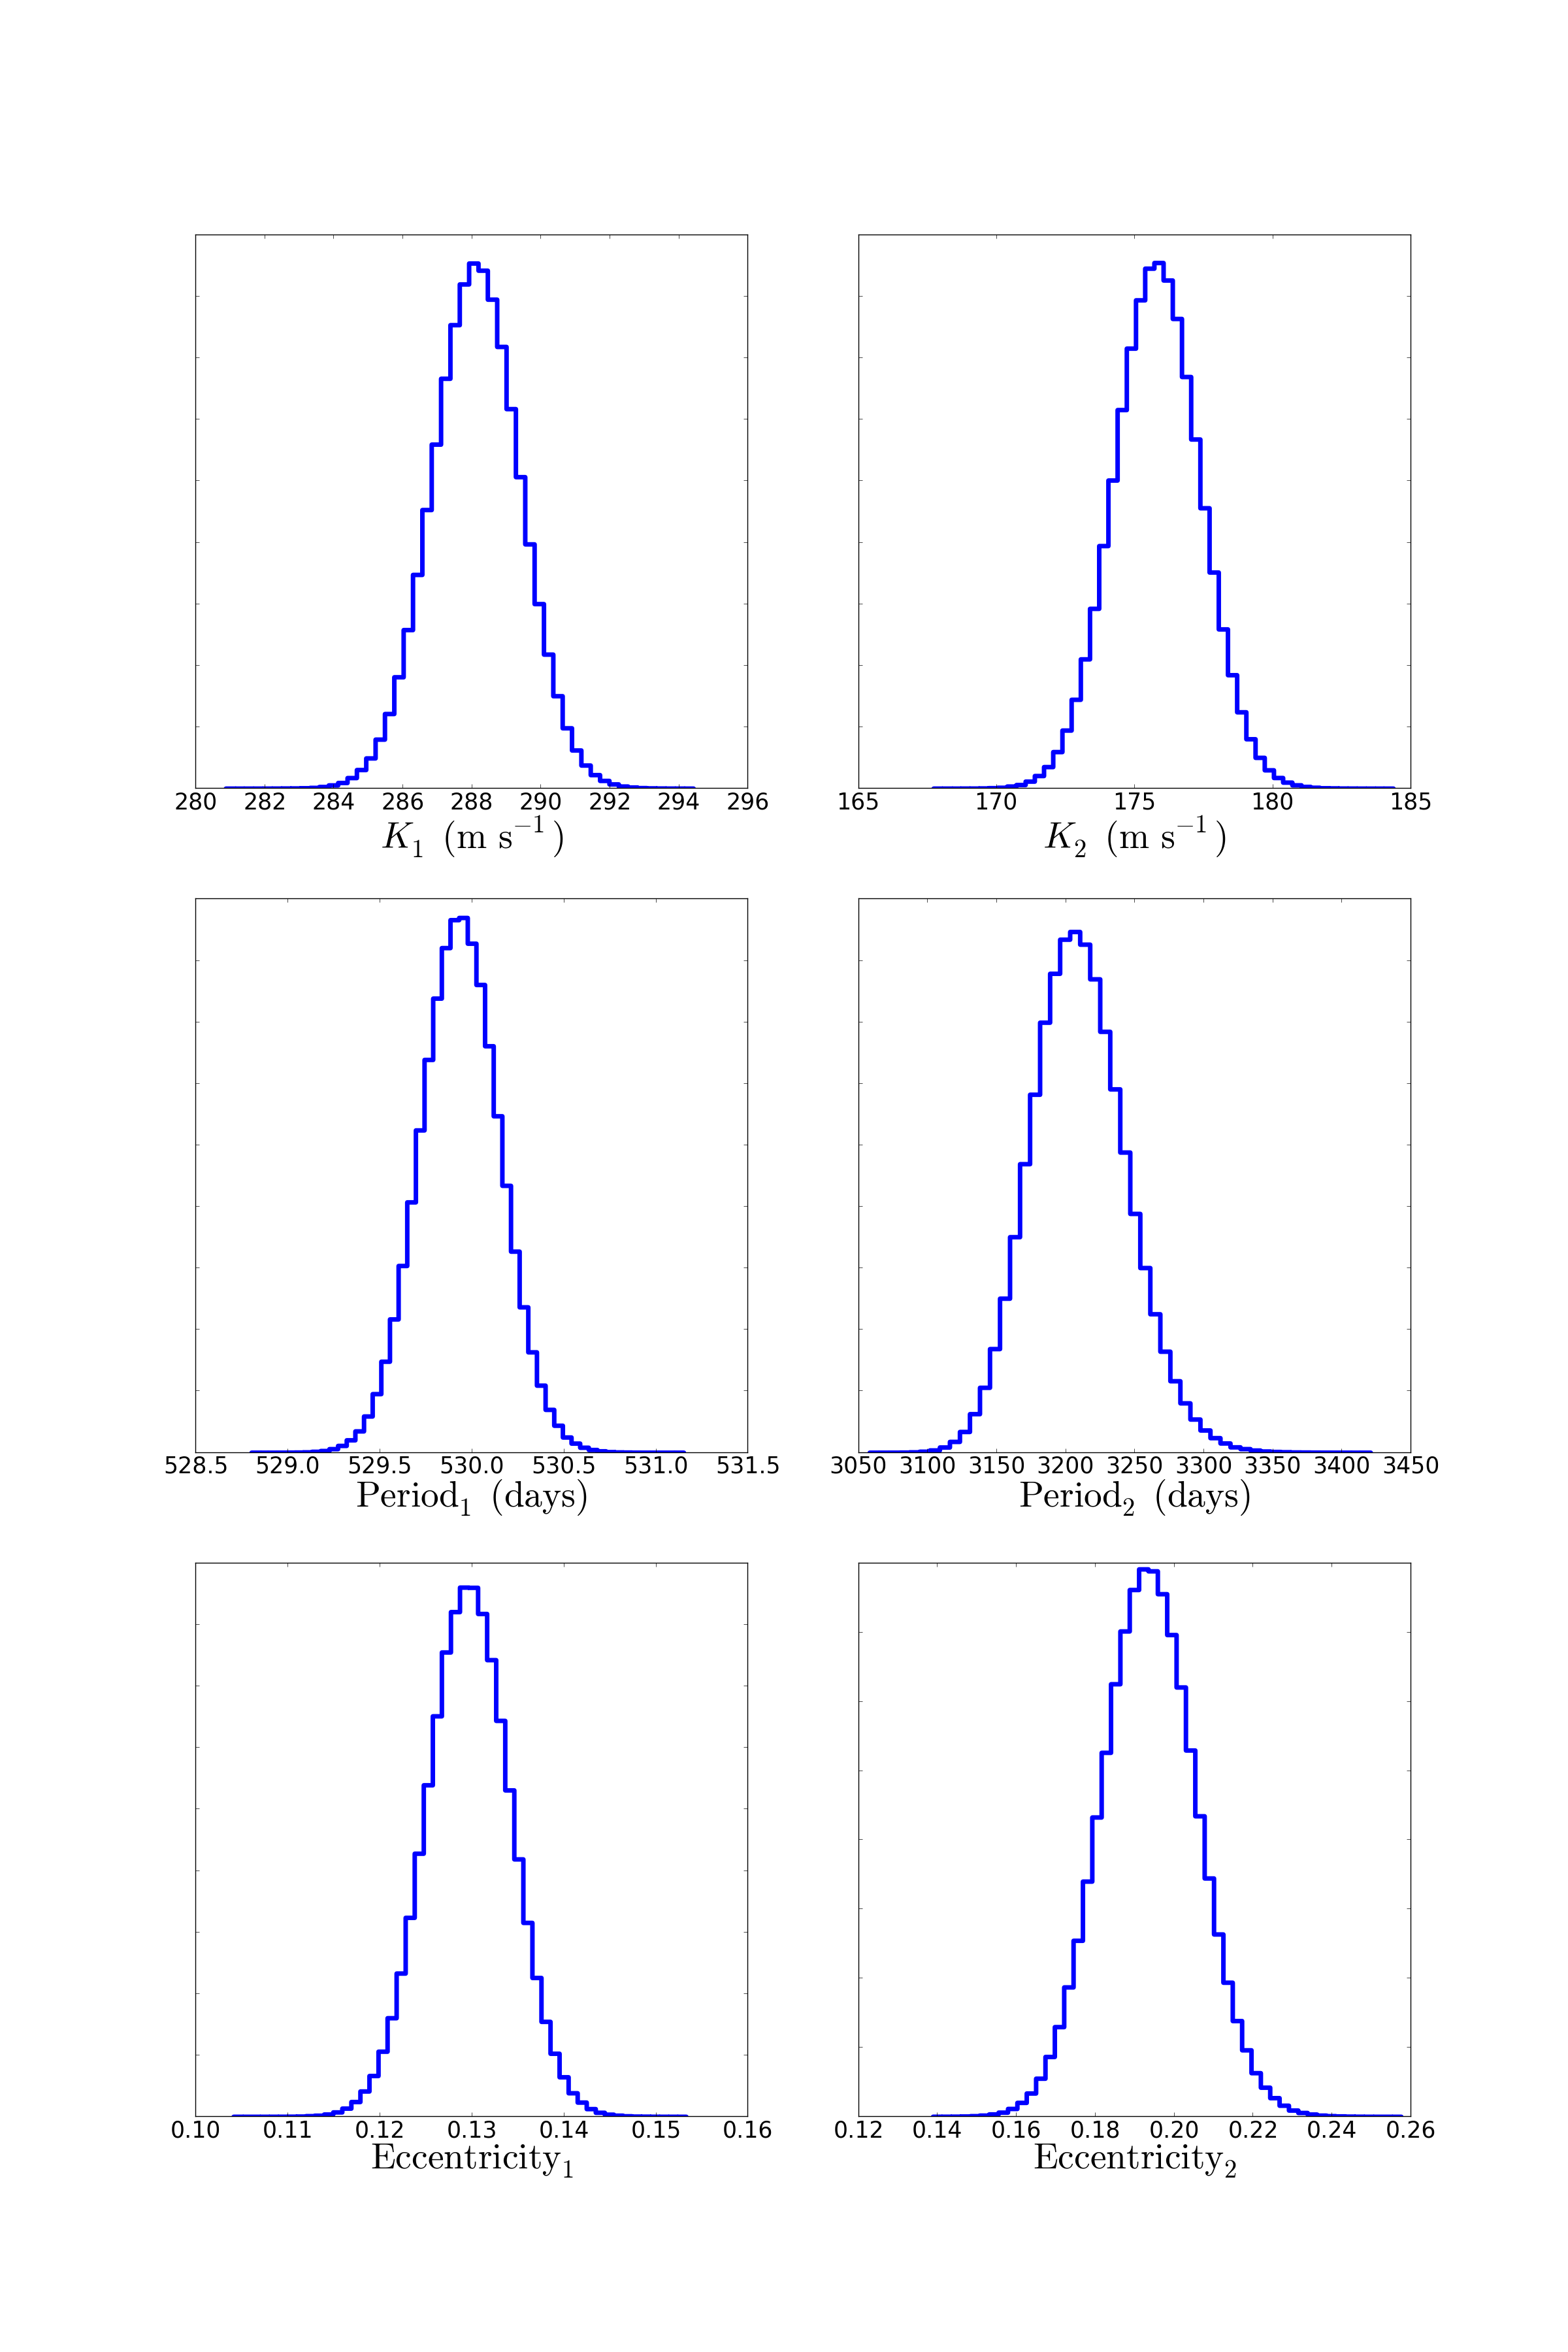 280 282 284 286 288 290 292 294 296 165 170 175 180 185
K₁ (m s⁻¹) K₂ (m s⁻¹)
528.5 529.0 529.5 530.0 530.5 531.0 531.5 3050 3100 3150 3200 3250 3300 3350 3400 3450
Period₁ (days) Period₂ (days)
0.10 0.11 0.12 0.13 0.14 0.15 0.16 0.12 0.14 0.16 0.18 0.20 0.22 0.24 0.26
Eccentricity₁ Eccentricity₂